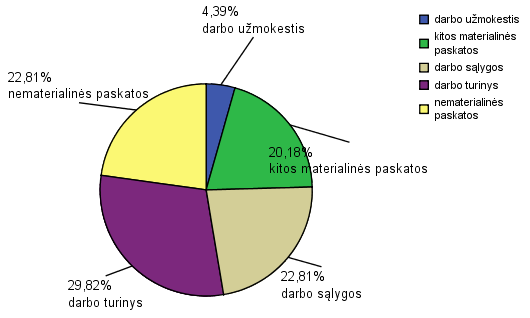 4,39%
darbo užmokestis
22,81%
nematerialinės paskatos
20,18%
kitos materialinės paskatos
29,82%
darbo turinys
22,81%
darbo sąlygos
darbo užmokestis
kitos materialinės
paskatos
darbo sąlygos
darbo turinys
nematerialinės
paskatos